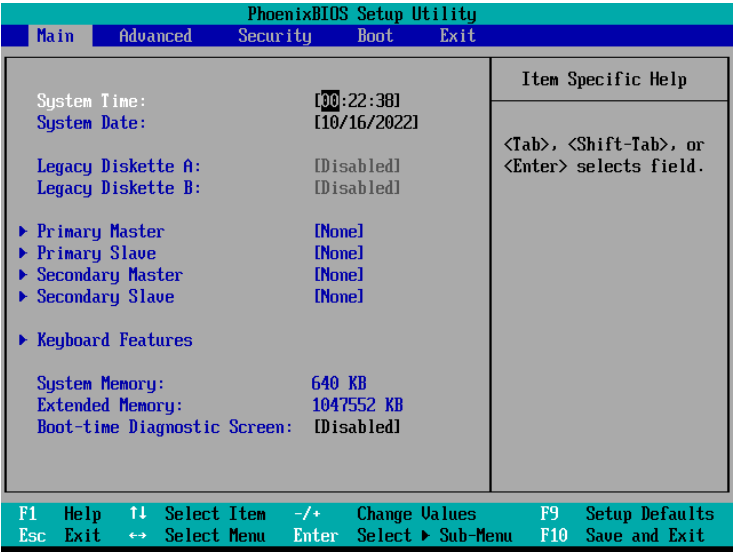 PhoenixBIOS Setup Utility
Main Advanced Security Boot Exit
Item Specific Help
System Time: [00:22:38]
System Date: [10/16/2022]
<Tab>, <Shift-Tab>, or
<Enter> selects field.
Legacy Diskette A: [Disabled]
Legacy Diskette B: [Disabled]
Primary Master [None]
Primary Slave [None]
Secondary Master [None]
Secondary Slave [None]
Keyboard Features
System Memory: 640 KB
Extended Memory: 1047552 KB
Boot-time Diagnostic Screen: [Disabled]
F1 Help ↑↓ Select Item -/+ Change Values F9 Setup Defaults
Esc Exit ↔ Select Menu Enter Select ▶ Sub-Menu F10 Save and Exit